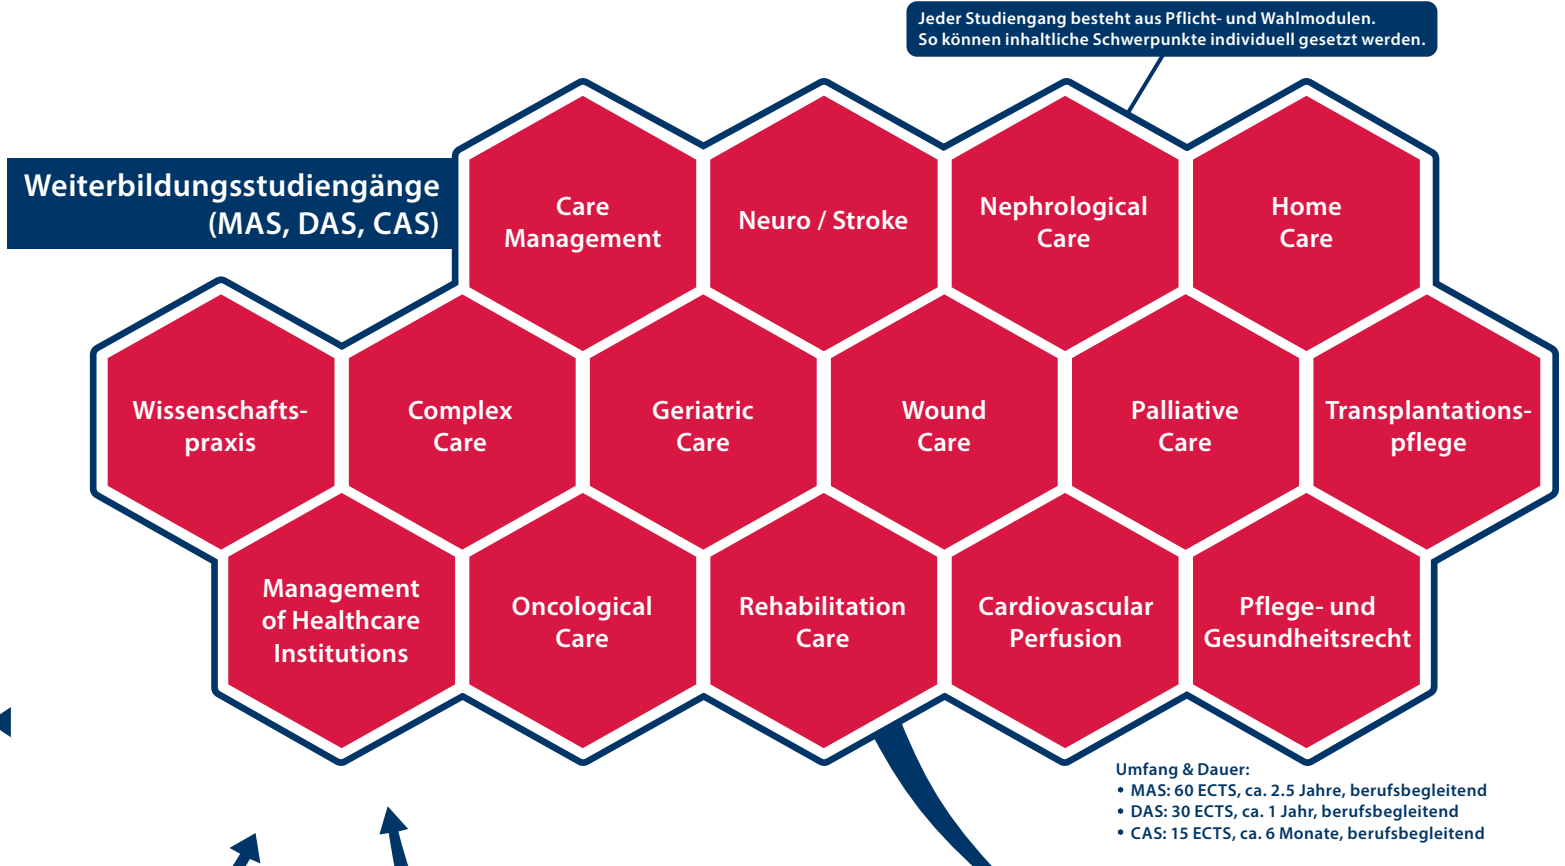 Jeder Studiengang besteht aus Pflicht- und Wahlmodulen.
So können inhaltliche Schwerpunkte individuell gesetzt werden.
Weiterbildungsstudiengänge
(MAS, DAS, CAS)
Care
Management
Neuro / Stroke
Nephrological
Care
Home
Care
Wissenschafts-
praxis
Complex
Care
Geriatric
Care
Wound
Care
Palliative
Care
Transplantations-
pflege
Management
of Healthcare
Institutions
Oncological
Care
Rehabilitation
Care
Cardiovascular
Perfusion
Pflege- und
Gesundheitsrecht
Umfang & Dauer:
• MAS: 60 ECTS, ca. 2.5 Jahre, berufsbegleitend
• DAS: 30 ECTS, ca. 1 Jahr, berufsbegleitend
• CAS: 15 ECTS, ca. 6 Monate, berufsbegleitend